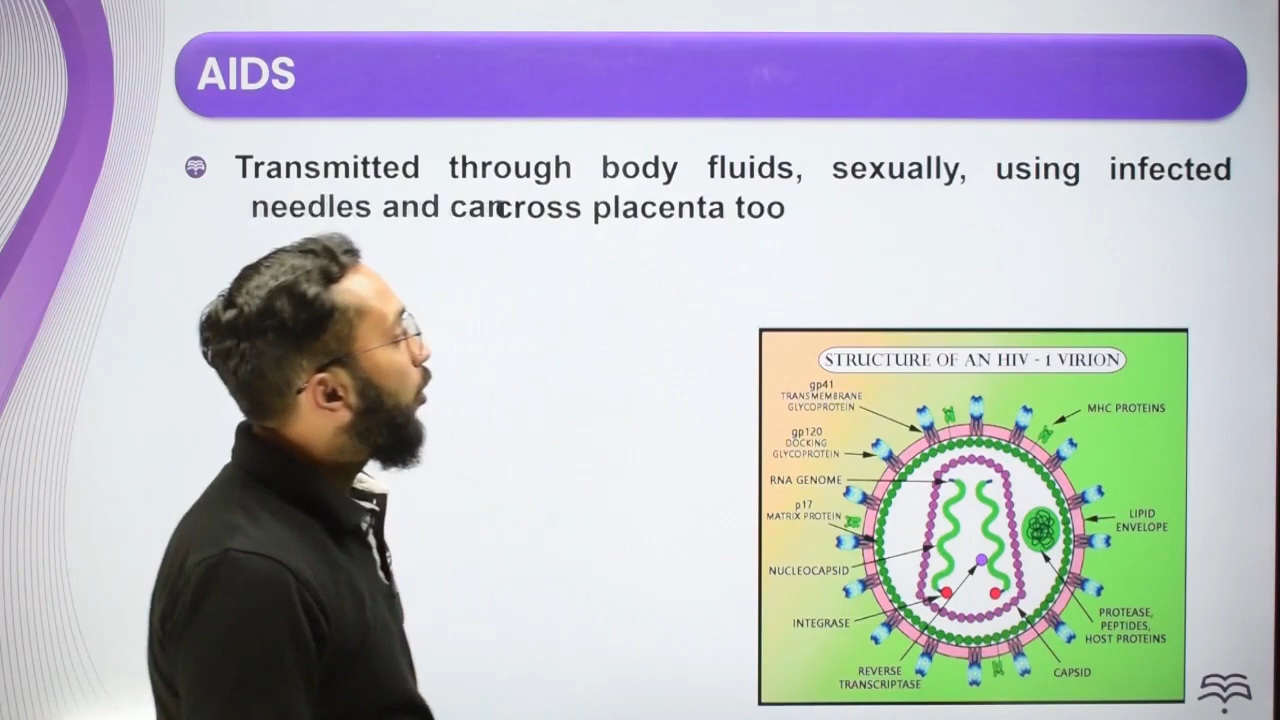 AIDS
Transmitted through body fluids, sexually, using infected
needles and can cross placenta too
STRUCTURE OF AN HIV - 1 VIRION
gp41
TRANSMEMBRANE
GLYCOPROTEIN
MHC PROTEINS
gp120
DOCKING
GLYCOPROTEIN
RNA GENOME
p17
MATRIX PROTEIN
LIPID
ENVELOPE
NUCLEOCAPSID
INTEGRASE
PROTEASE,
PEPTIDES,
HOST PROTEINS
REVERSE
TRANSCRIPTASE
CAPSID